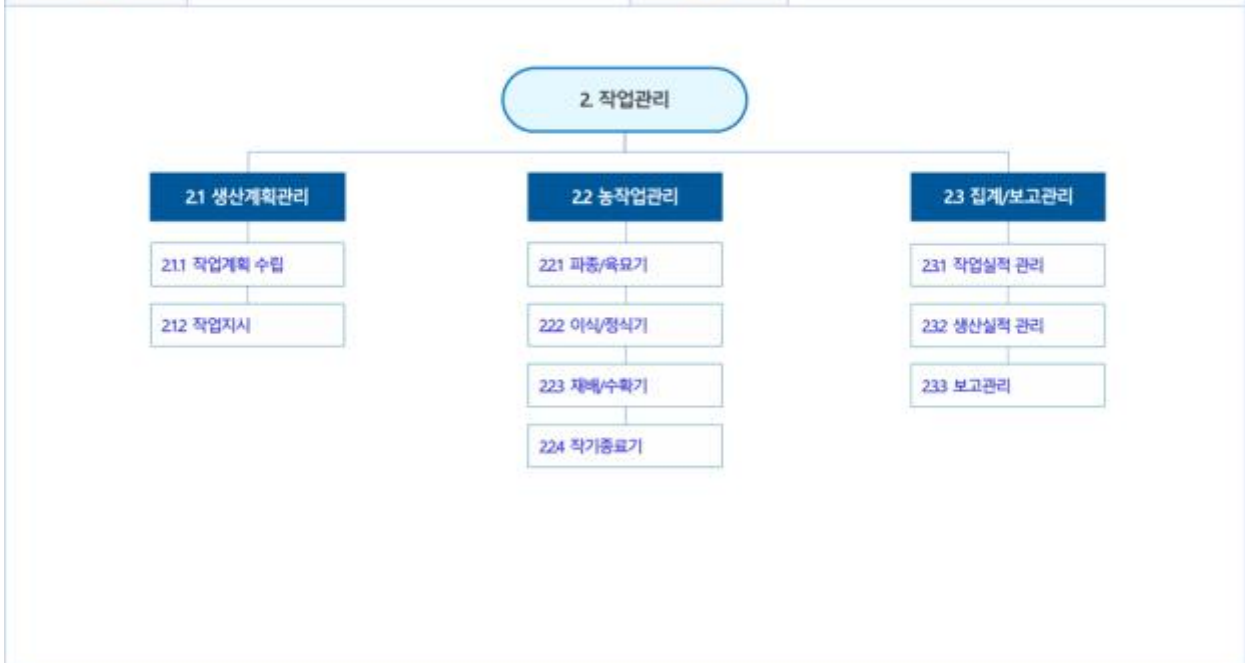 2. 작업관리
2.1 생산계획관리
2.1.1 작업계획 수립
2.1.2 작업지시
2.2 농작업관리
2.2.1 파종/육묘기
2.2.2 이식/정식기
2.2.3 재배/수확기
2.2.4 작기종료기
2.3 집계/보고관리
2.3.1 작업실적 관리
2.3.2 생산실적 관리
2.3.3 보고관리